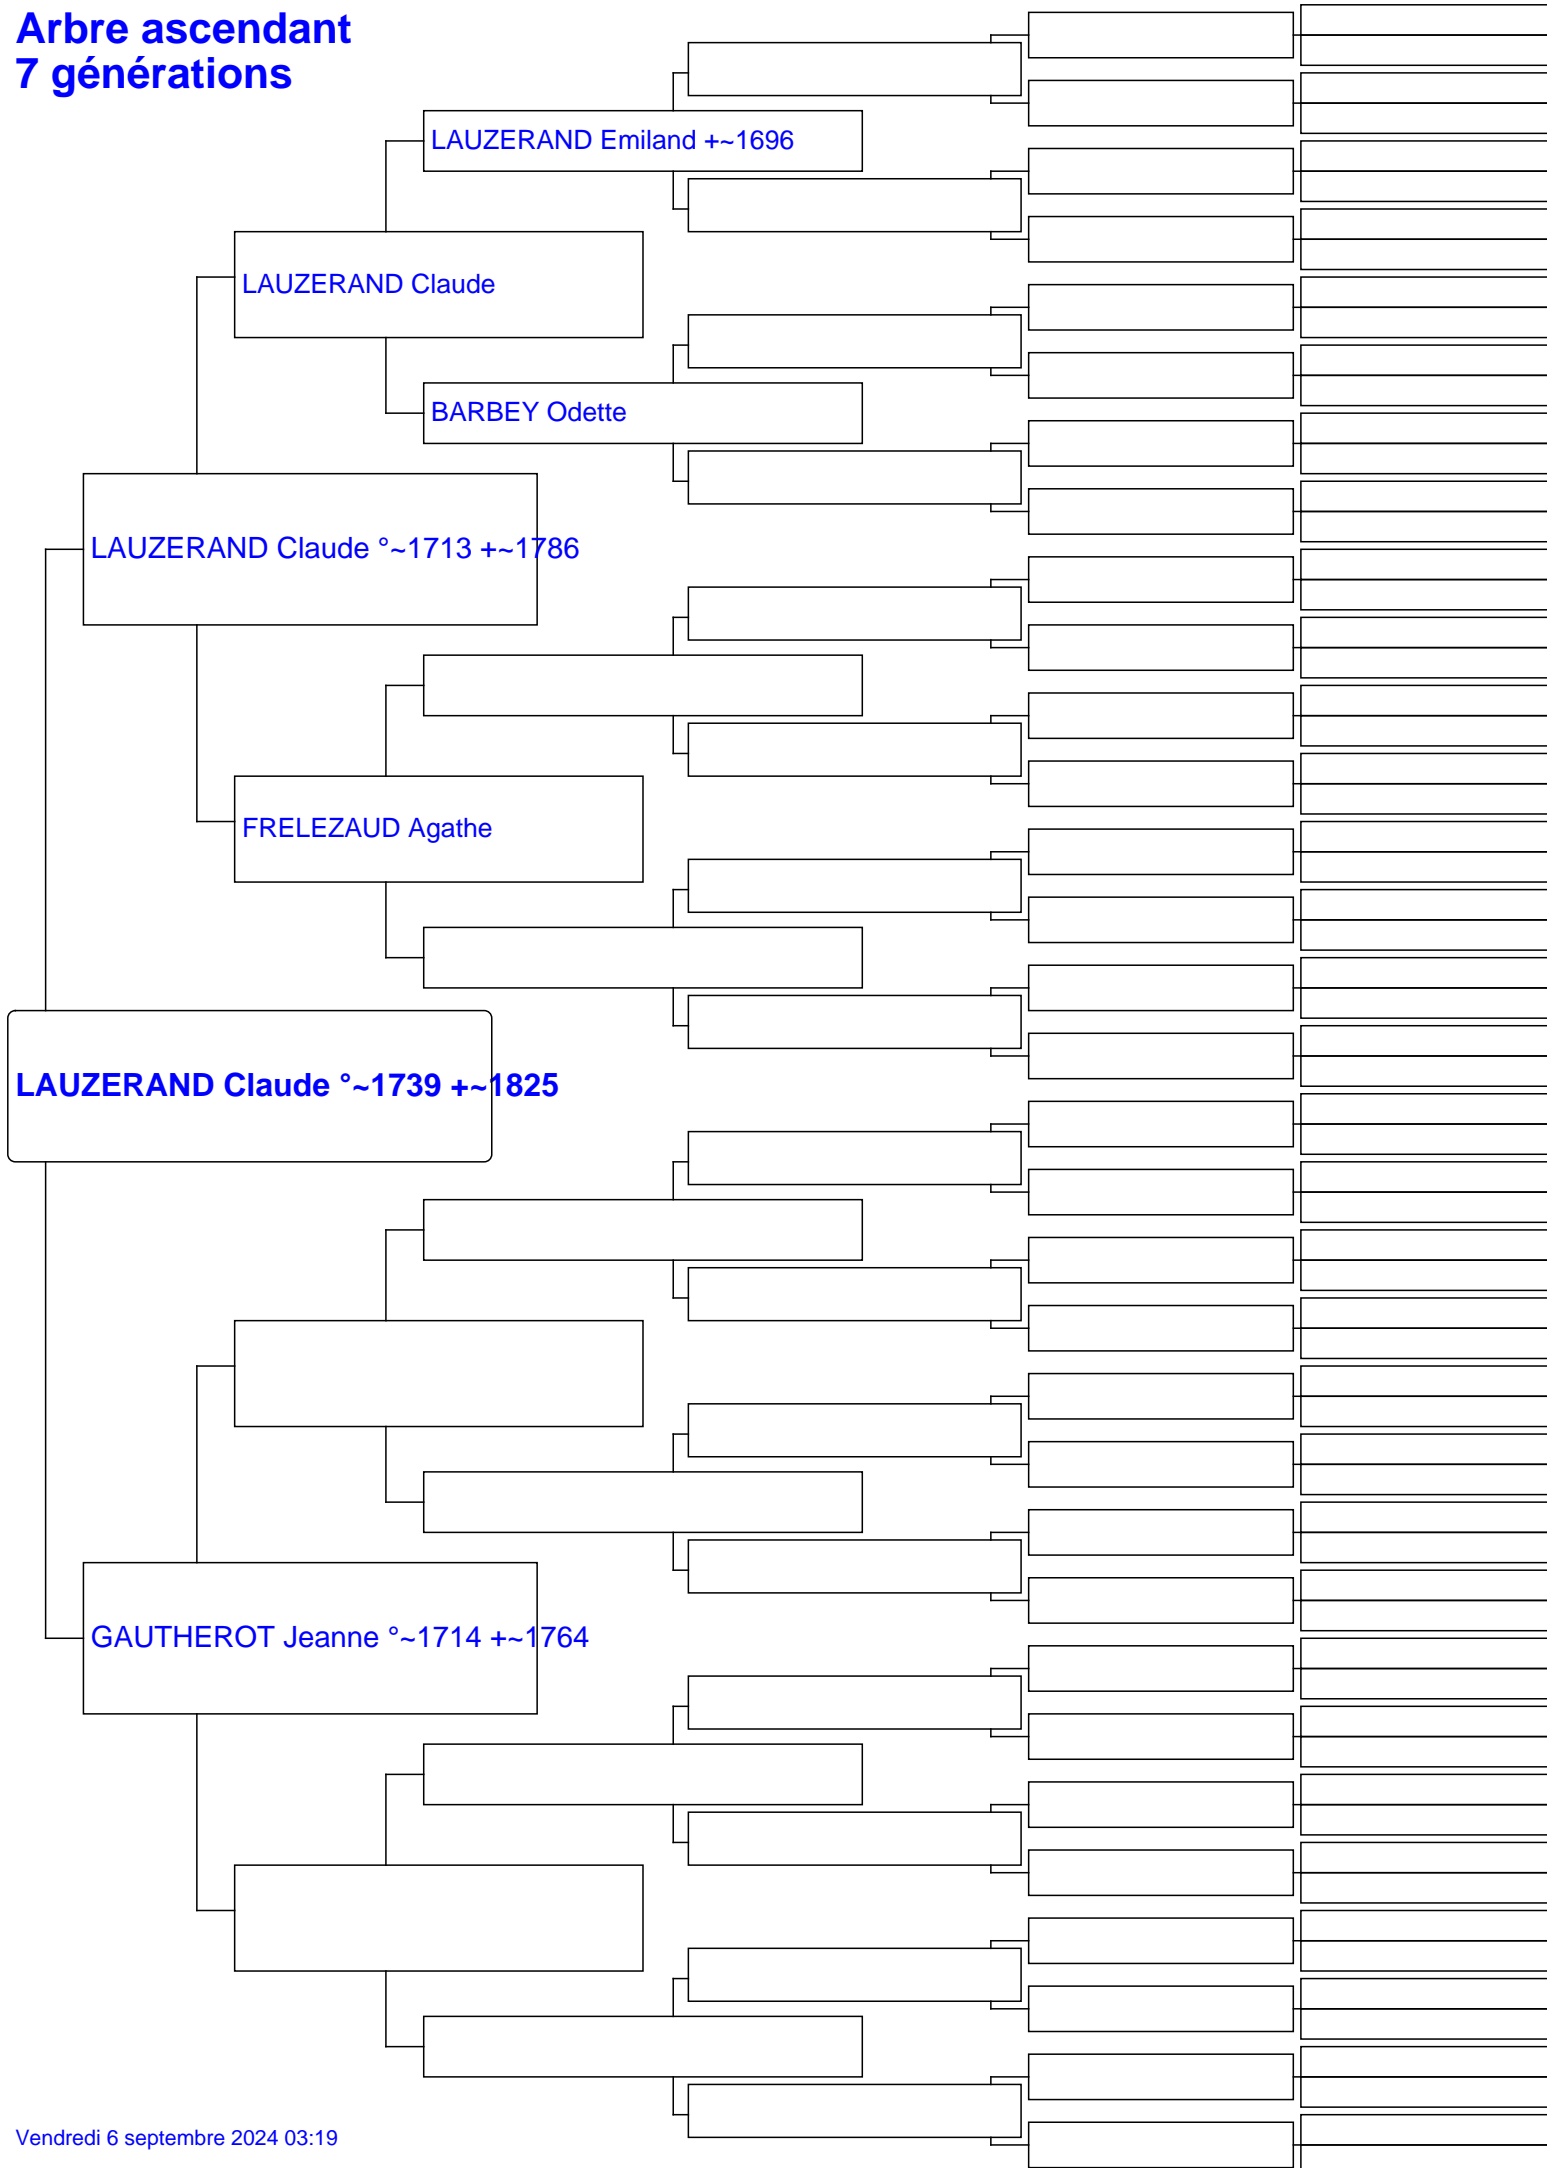 Arbre ascendant
7 générations
LAUZERAND Emiland +~1696
LAUZERAND Claude
BARBEY Odette
LAUZERAND Claude °~1713 +~1786
FRELEZAUD Agathe
LAUZERAND Claude °~1739 +~1825
GAUTHEROT Jeanne °~1714 +~1764
Vendredi 6 septembre 2024 03:19